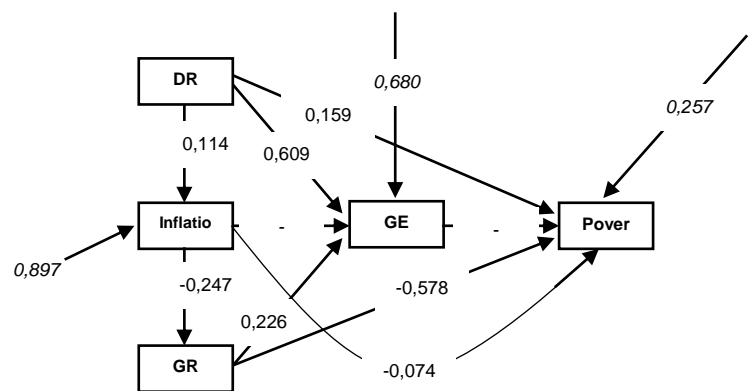 DR
0,680
0,257
0,159
0,114
0,609
Inflatio
-
GE
-
Pover
0,897
-0,247
-0,578
0,226
GR
-0,074